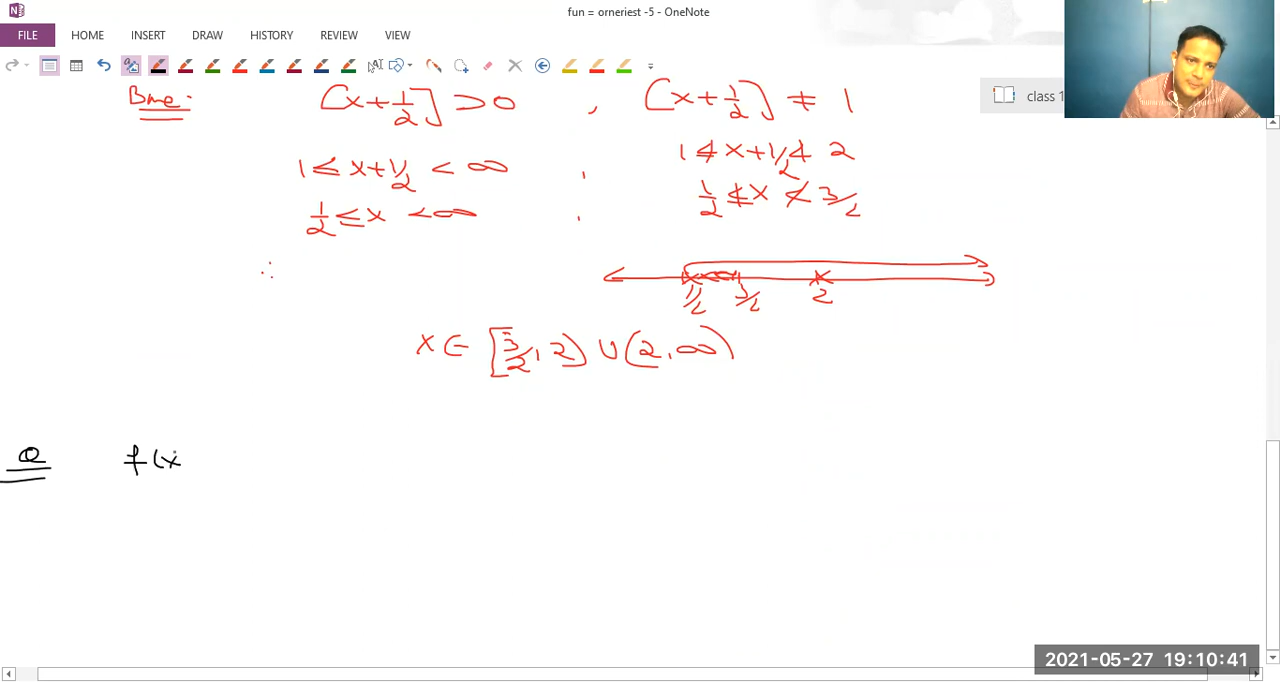 fun = orneriest -5 - OneNote
FILE HOME INSERT DRAW HISTORY REVIEW VIEW
class 1
Base. [x+1/2] > 0 , [x+1/2] ≠ 1
1 ≤ x+1/2 < ∞ , 1 ≰ x+1/2 ≮ 2
1/2 ≤ x < ∞ , 1/2 ≰ x ≮ 3/2
∴
1/2 3/2 2
x ∈ [3/2, 2) ∪ (2, ∞)
Q f(x
2021-05-27 19:10:41